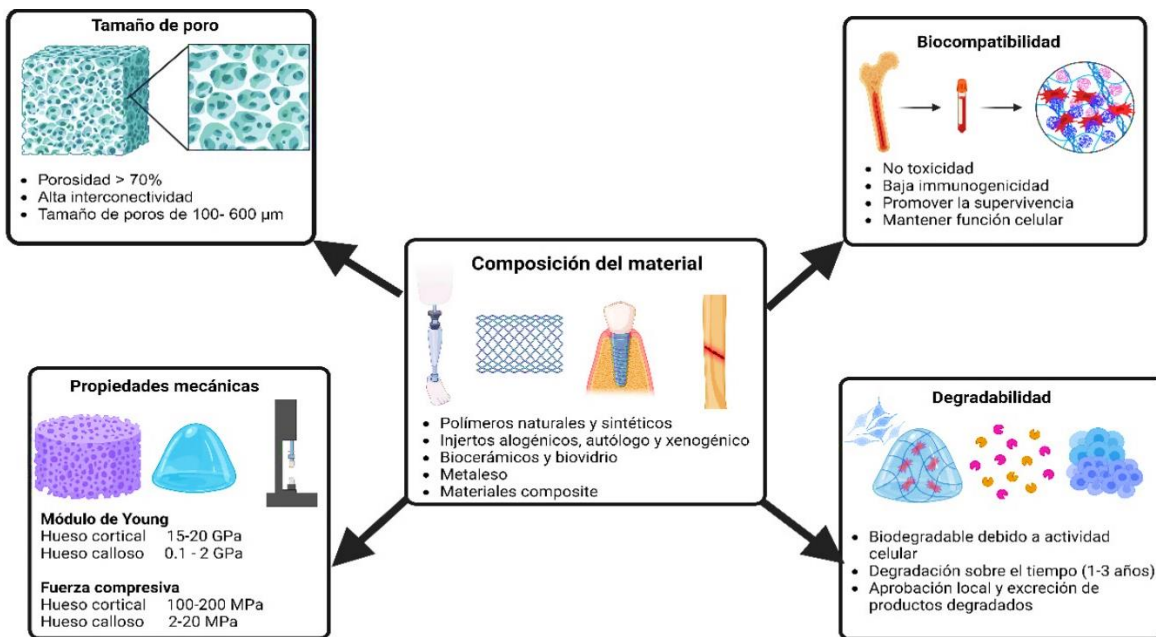 Tamaño de poro
• Porosidad > 70%
• Alta interconectividad
• Tamaño de poros de 100- 600 µm
Biocompatibilidad
• No toxicidad
• Baja immunogenicidad
• Promover la supervivencia
• Mantener función celular
Composición del material
• Polímeros naturales y sintéticos
• Injertos alogénicos, autólogo y xenogénico
• Biocerámicos y biovidrio
• Metaleso
• Materiales composite
Propiedades mecánicas
Módulo de Young
Hueso cortical 15-20 GPa
Hueso calloso 0.1 - 2 GPa
Fuerza compresiva
Hueso cortical 100-200 MPa
Hueso calloso 2-20 MPa
Degradabilidad
• Biodegradable debido a actividad
celular
• Degradación sobre el tiempo (1-3 años)
• Aprobación local y excreción de
productos degradados